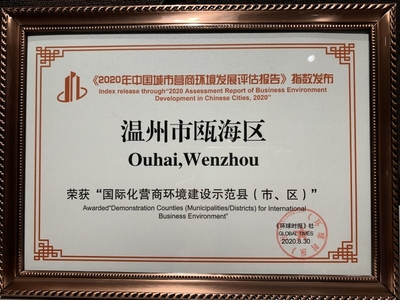 《2020年中国城市营商环境发展评估报告》指数发布
Index release through"2020 Assessment Report of Business Environment
Development in Chinese Cities, 2020"
温州市瓯海区
Ouhai,Wenzhou
荣获“国际化营商环境建设示范县（市、区）”
Awarded"Demonstration Counties (Municipalities/Districts) for International
Business Environment"
《环球时报》社
GLOBAL TIMES
2020.8.30